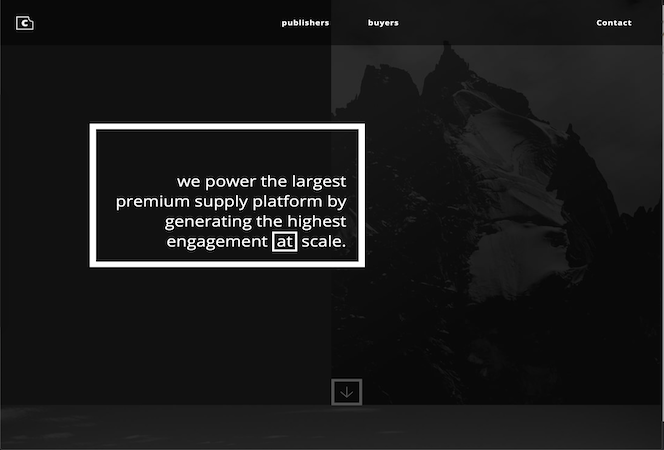 c
publishers buyers Contact
we power the largest
premium supply platform by
generating the highest
engagement at scale.